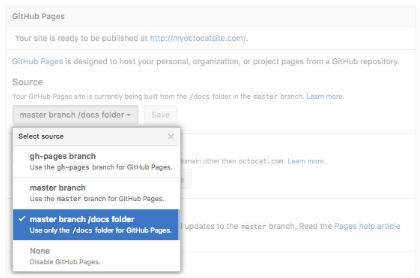 GitHub Pages
Your site is ready to be published at http://myoctocatsite.com/.
GitHub Pages is designed to host your personal, organization, or project pages from a GitHub repository.
Source
Your GitHub Pages site is currently being built from the /docs folder in the master branch. Learn more.
master branch /docs folder
Save
Select source
gh-pages branch
Use the gh-pages branch for GitHub Pages.
domain other than octocat.com. Learn more.
master branch
Use the master branch for GitHub Pages.
master branch /docs folder
Use only the /docs folder for GitHub Pages.
updates to the master branch. Read the Pages help article
None
Disable GitHub Pages.